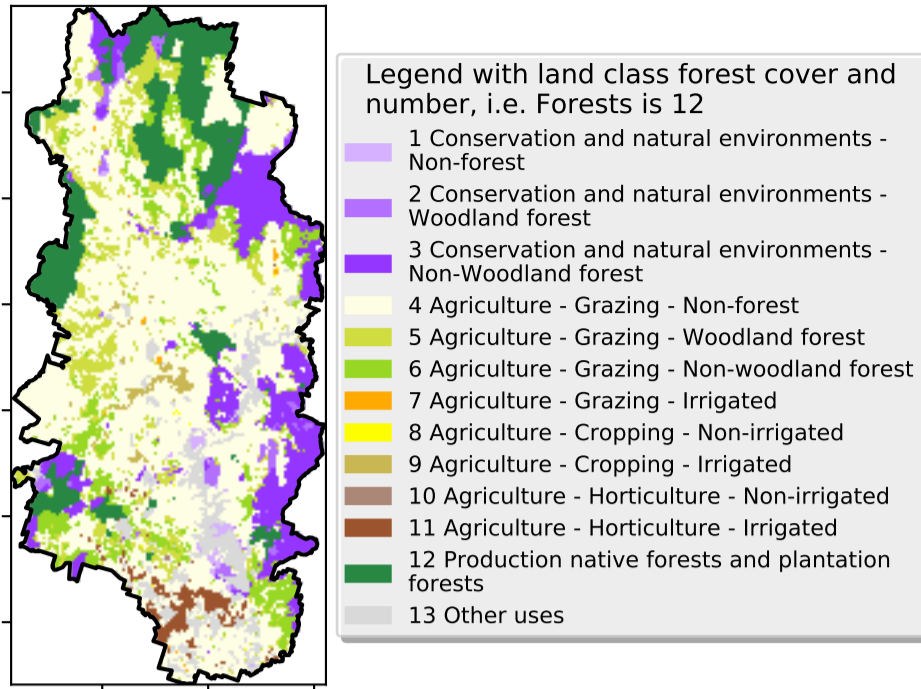 Legend with land class forest cover and
number, i.e. Forests is 12
1 Conservation and natural environments -
Non-forest
2 Conservation and natural environments -
Woodland forest
3 Conservation and natural environments -
Non-Woodland forest
4 Agriculture - Grazing - Non-forest
5 Agriculture - Grazing - Woodland forest
6 Agriculture - Grazing - Non-woodland forest
7 Agriculture - Grazing - Irrigated
8 Agriculture - Cropping - Non-irrigated
9 Agriculture - Cropping - Irrigated
10 Agriculture - Horticulture - Non-irrigated
11 Agriculture - Horticulture - Irrigated
12 Production native forests and plantation
forests
13 Other uses